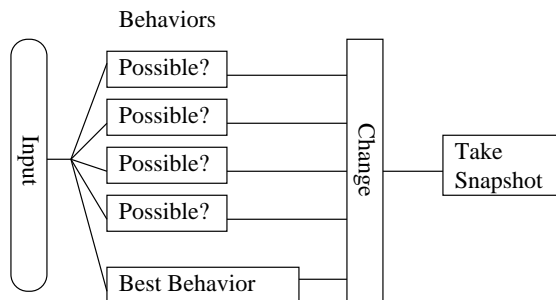 Behaviors
Input
Possible?
Possible?
Possible?
Possible?
Best Behavior
Change
Take
Snapshot